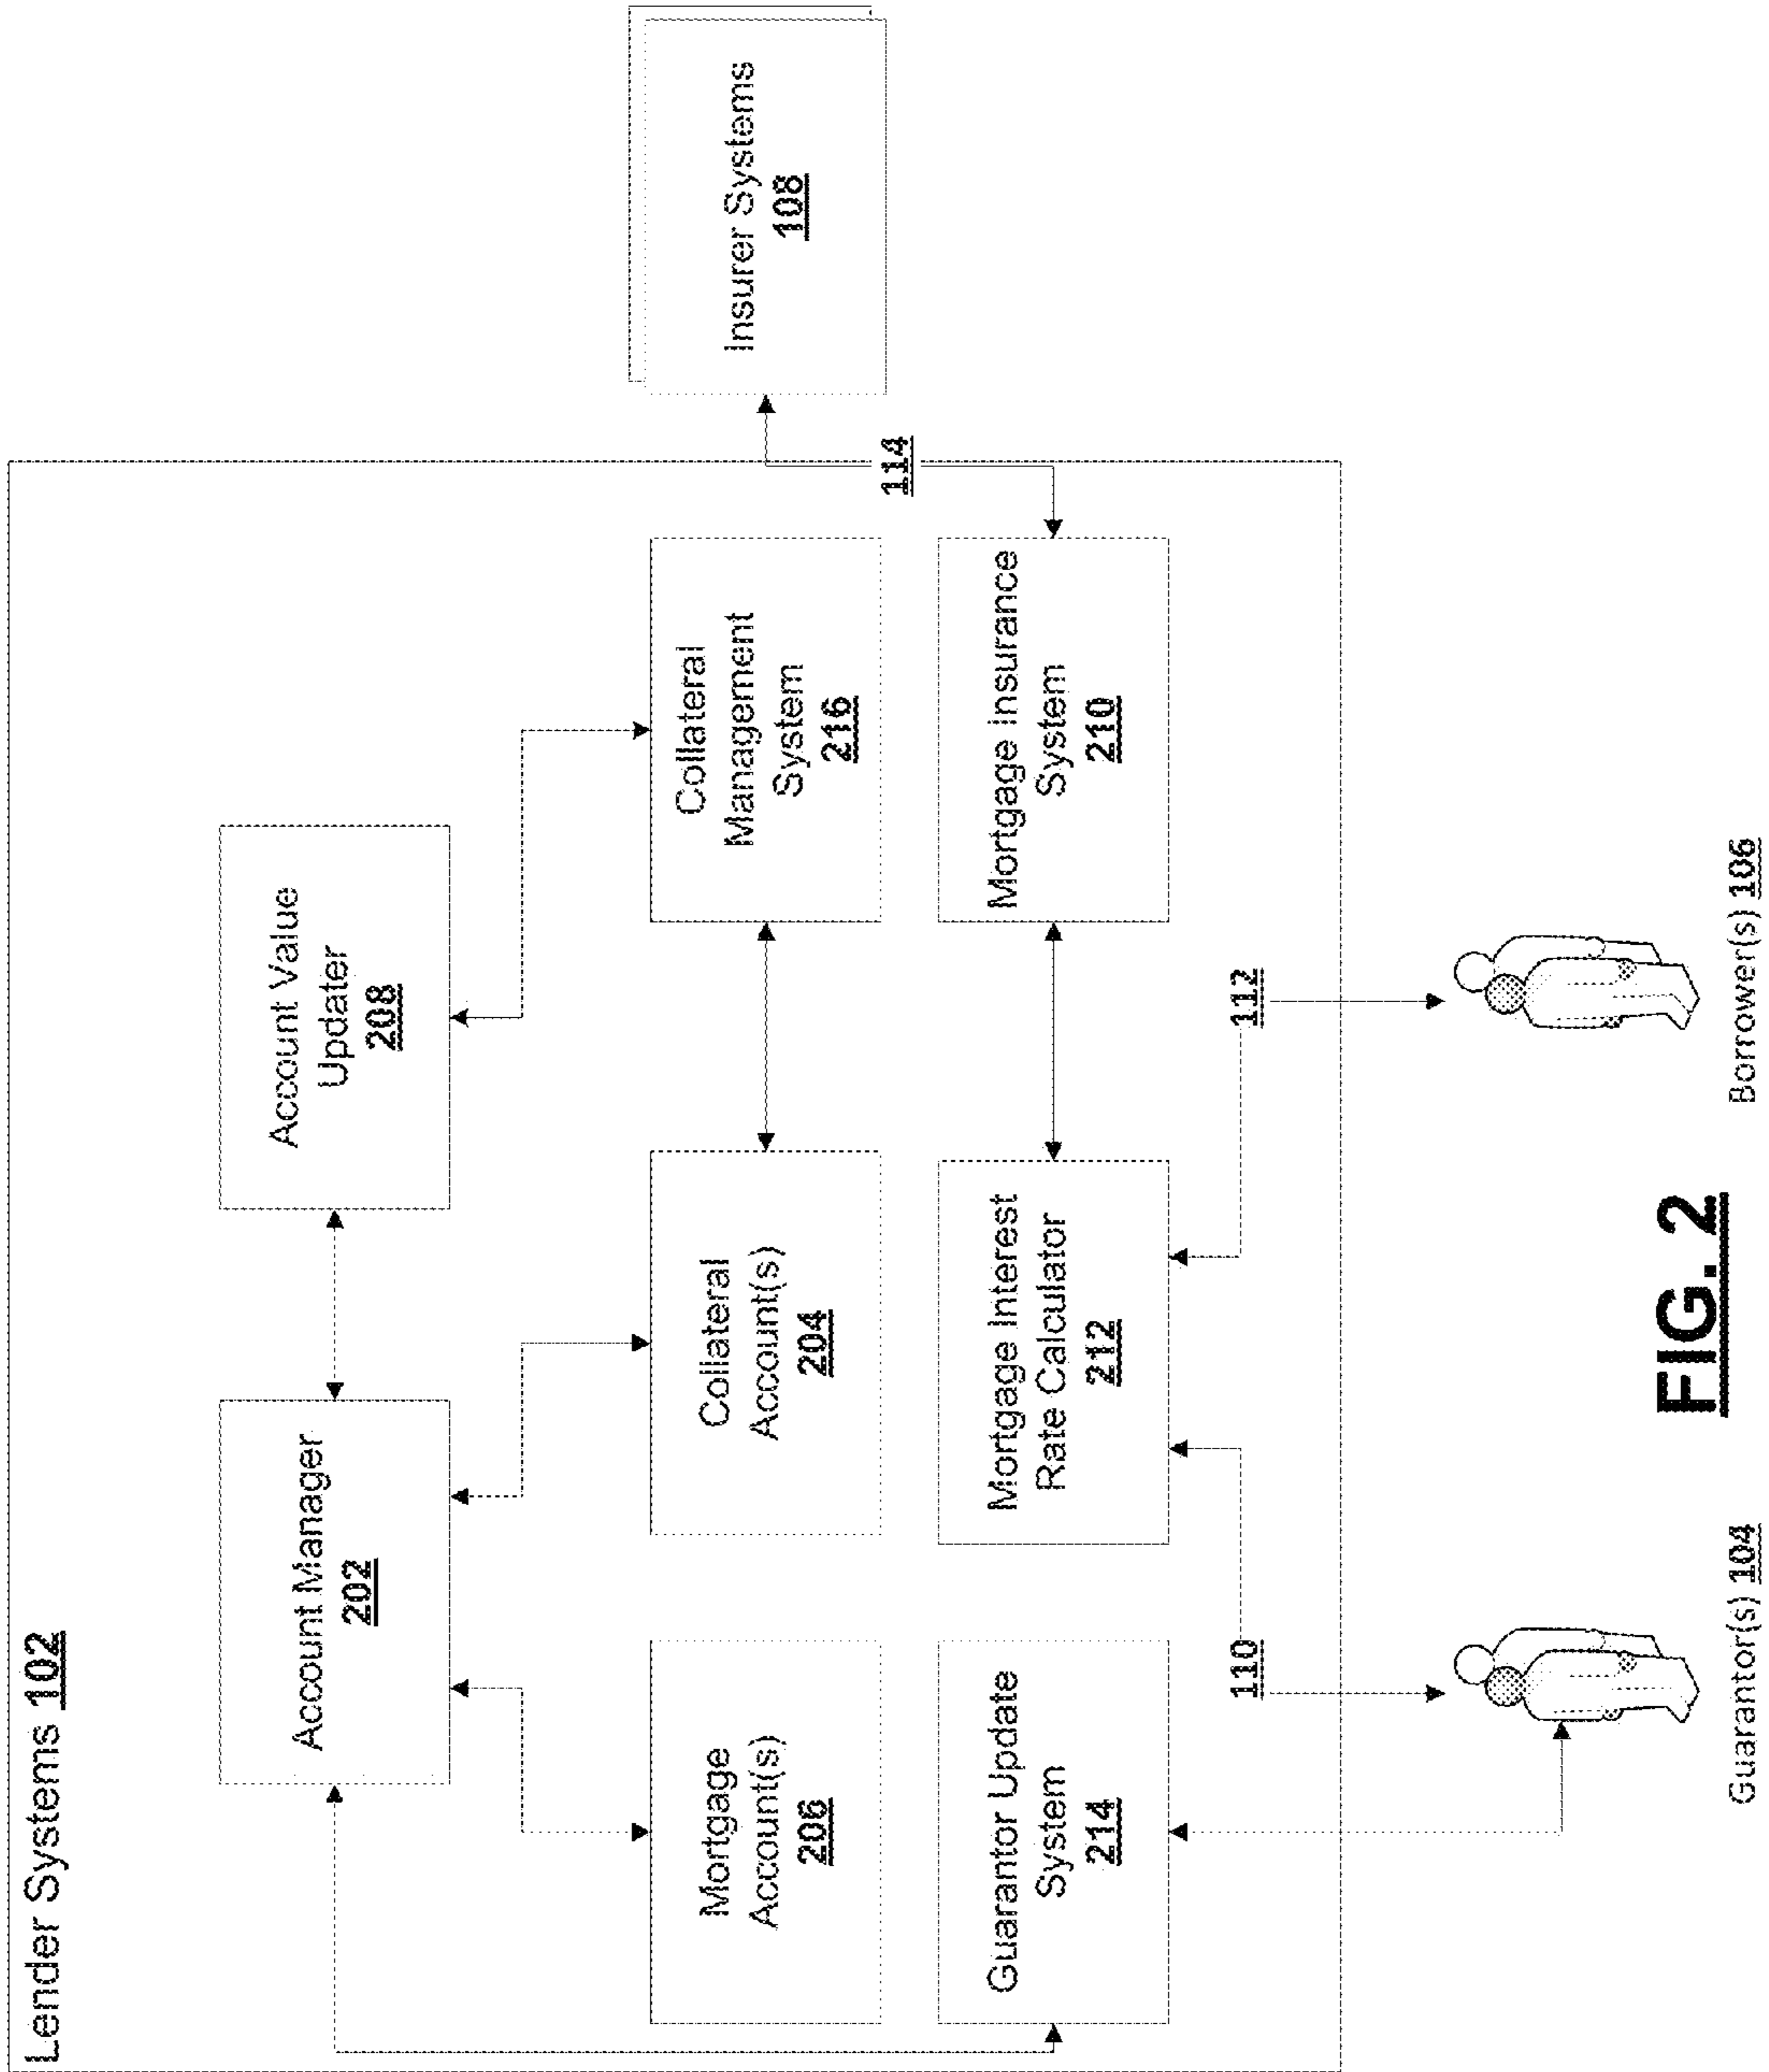 Lender Systems 102
Account Manager
202
Account Value
Updater
208
Mortgage
Account(s)
206
Collateral
Account(s)
204
Collateral
Management
System
216
Insurer Systems
108
Guarantor Update
System
214
Mortgage Interest
Rate Calculator
212
Mortgage Insurance
System
210
114
110
112
Guarantor(s) 104
Borrower(s) 106
FIG. 2